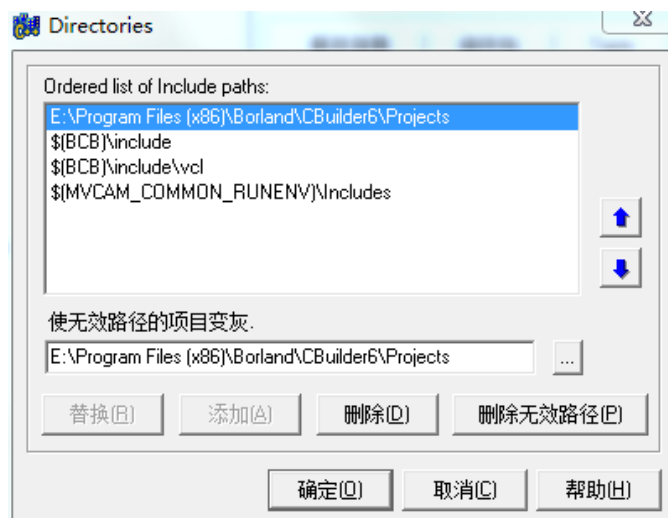 Directories
Ordered list of Include paths:
E:\Program Files (x86)\Borland\CBuilder6\Projects
$(BCB)\include
$(BCB)\include\vcl
$(MVCAM_COMMON_RUNENV)\Includes
使无效路径的项目变灰.
E:\Program Files (x86)\Borland\CBuilder6\Projects
...
替换(R) 添加(A) 删除(D) 删除无效路径(P)
确定(O) 取消(C) 帮助(H)